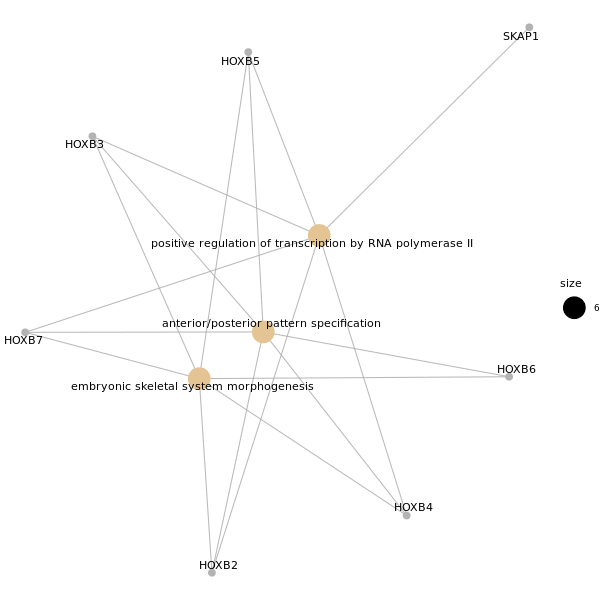 SKAP1
HOXB5
HOXB3
positive regulation of transcription by RNA polymerase II
size
6
anterior/posterior pattern specification
HOXB7
HOXB6
embryonic skeletal system morphogenesis
HOXB4
HOXB2